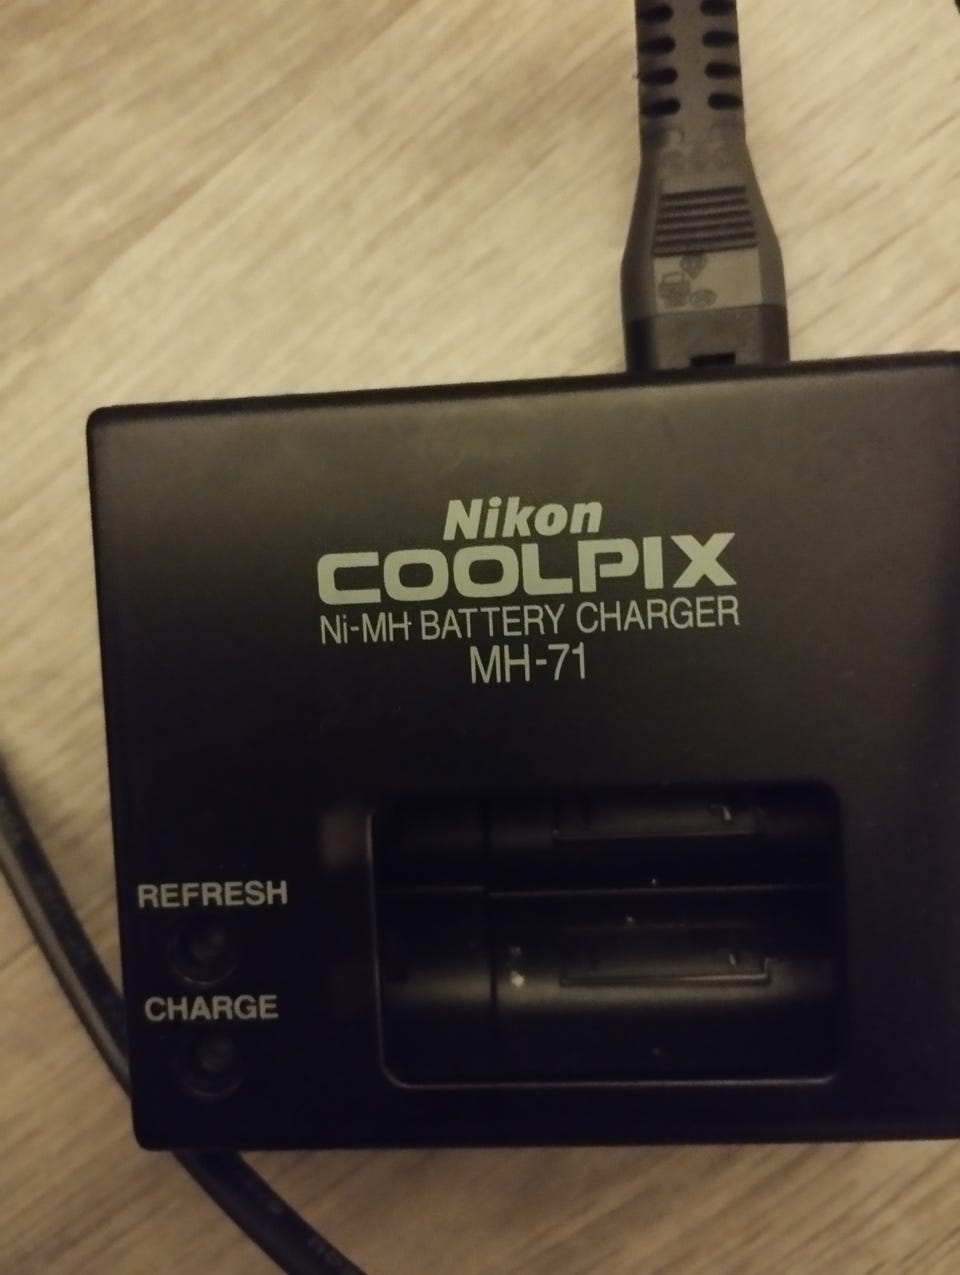 Nikon
COOLPIX
Ni-MH BATTERY CHARGER
MH-71
REFRESH
CHARGE